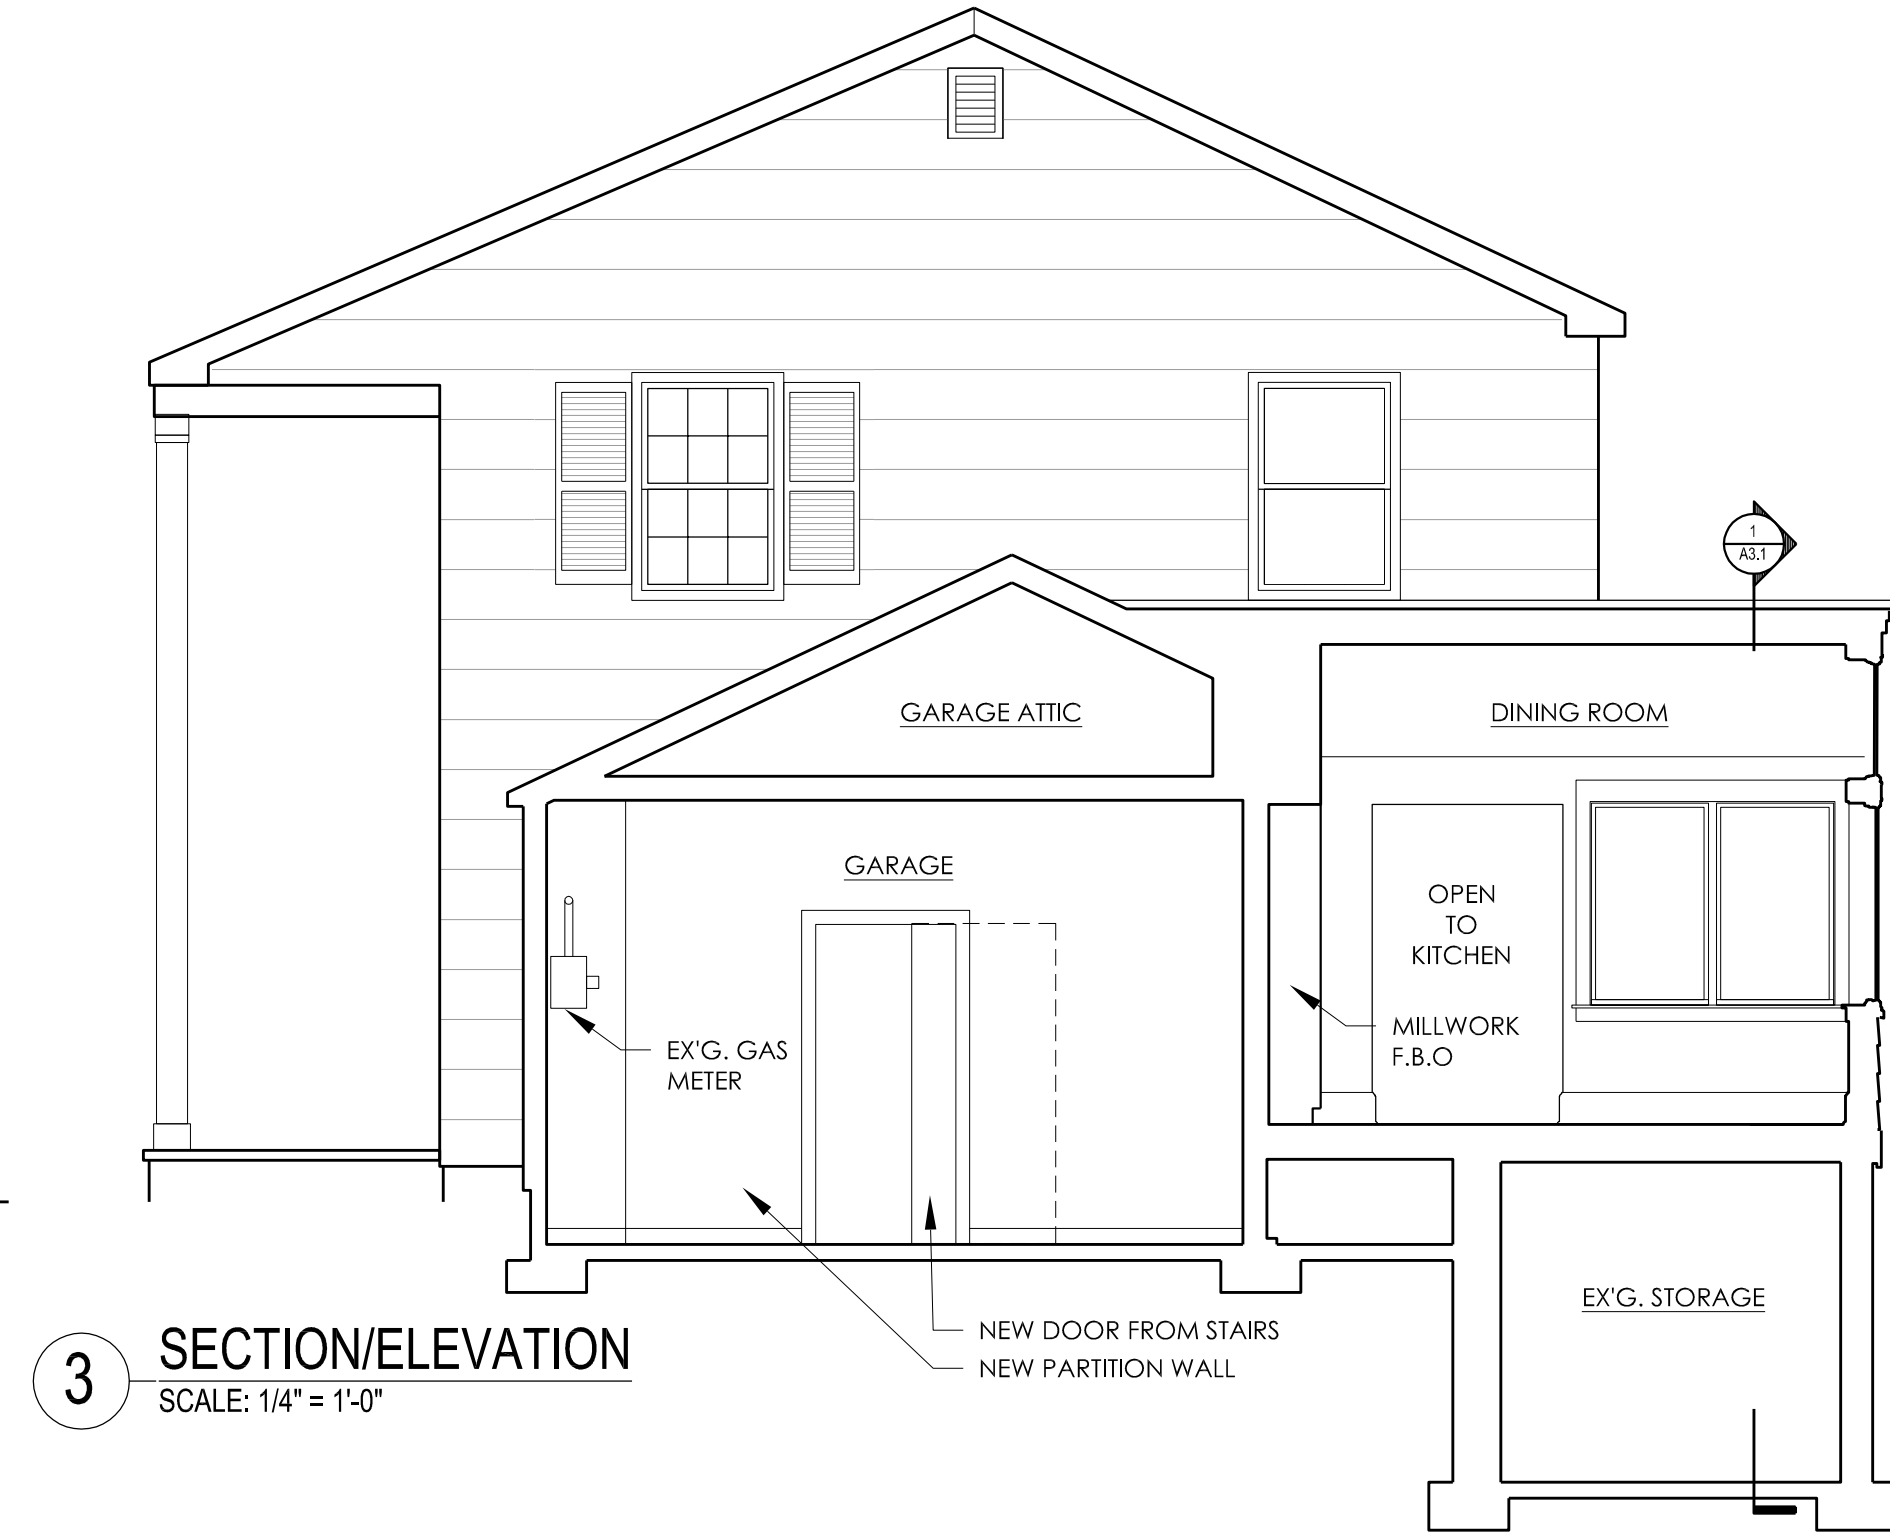 1
A3.1
GARAGE ATTIC
DINING ROOM
GARAGE
OPEN
TO
KITCHEN
MILLWORK
F.B.O
EX'G. GAS
METER
EX'G. STORAGE
NEW DOOR FROM STAIRS
NEW PARTITION WALL
3
SECTION/ELEVATION
SCALE: 1/4" = 1'-0"